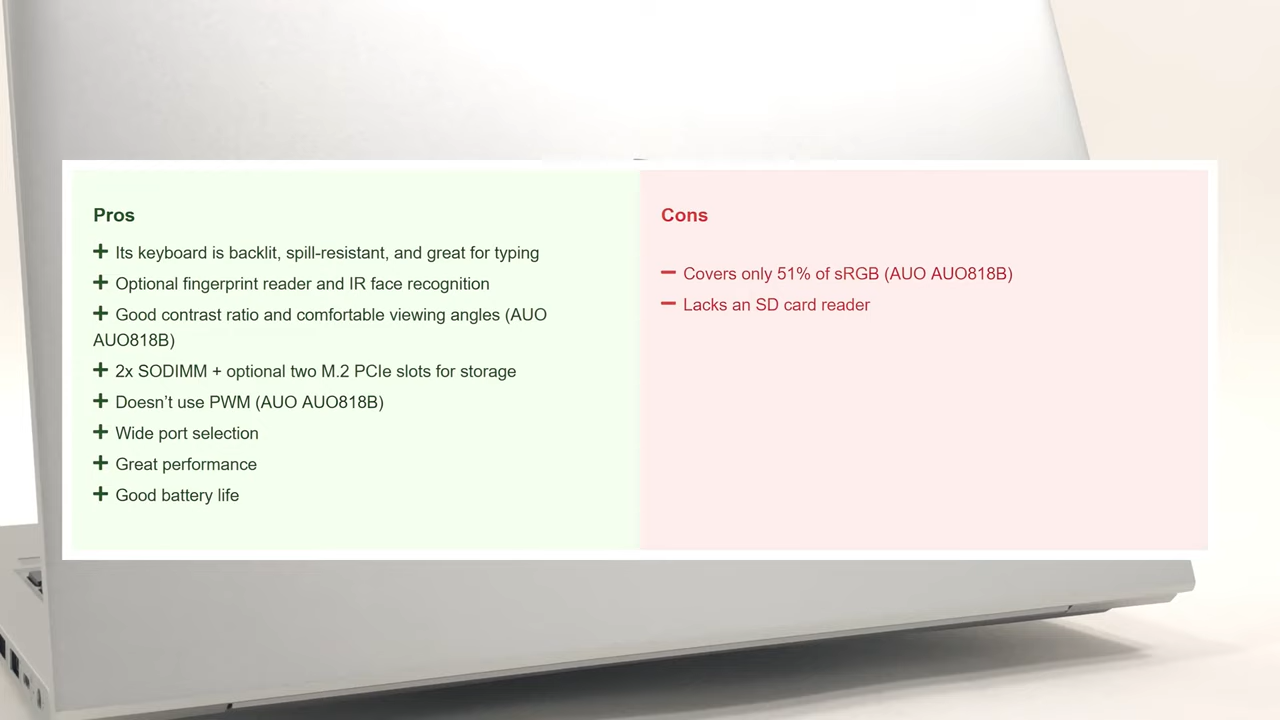 Pros
+ Its keyboard is backlit, spill-resistant, and great for typing
+ Optional fingerprint reader and IR face recognition
+ Good contrast ratio and comfortable viewing angles (AUO
AUO818B)
+ 2x SODIMM + optional two M.2 PCIe slots for storage
+ Doesn’t use PWM (AUO AUO818B)
+ Wide port selection
+ Great performance
+ Good battery life
Cons
− Covers only 51% of sRGB (AUO AUO818B)
− Lacks an SD card reader